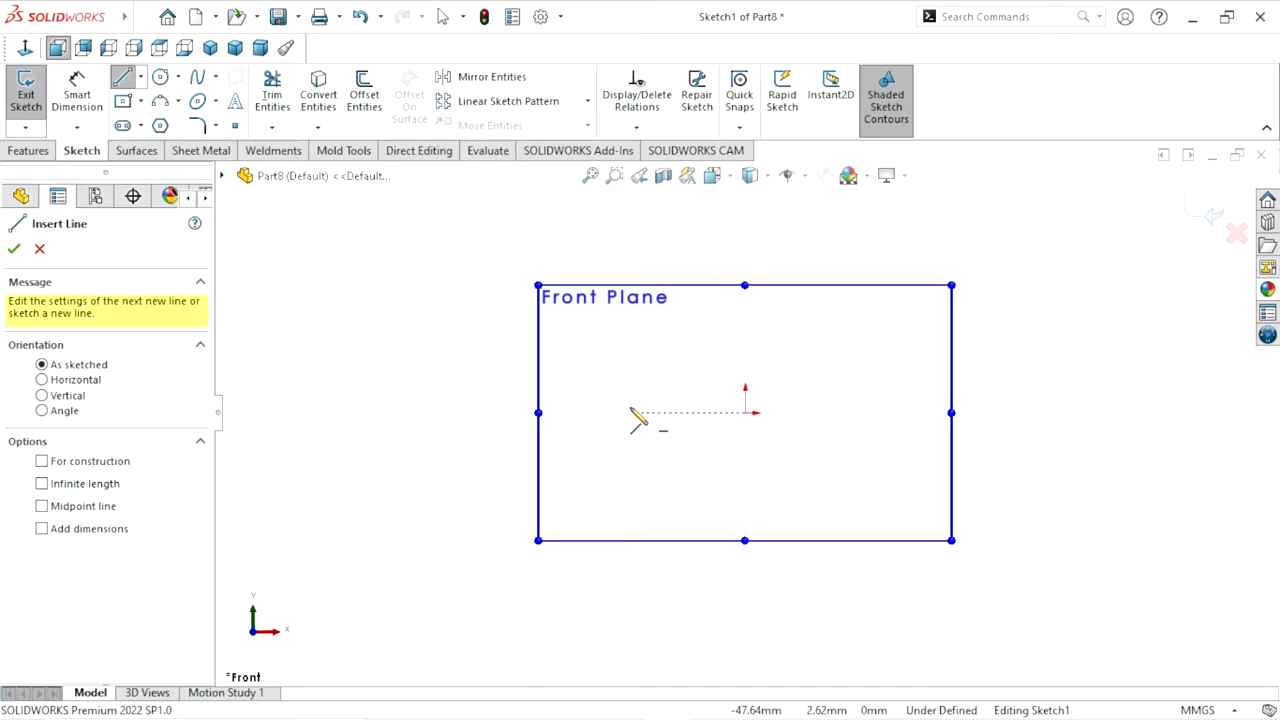 SOLIDWORKS
Sketch1 of Part8 *
Search Commands
Exit Sketch
Smart Dimension
Trim Entities
Convert Entities
Offset Entities
Offset On Surface
Mirror Entities
Linear Sketch Pattern
Move Entities
Display/Delete Relations
Repair Sketch
Quick Snaps
Rapid Sketch
Instant2D
Shaded Sketch Contours
Features
Sketch
Surfaces
Sheet Metal
Weldments
Mold Tools
Direct Editing
Evaluate
SOLIDWORKS Add-Ins
SOLIDWORKS CAM
Part8 (Default) <<Default...
Insert Line
Message
Edit the settings of the next new line or
sketch a new line.
Orientation
As sketched
Horizontal
Vertical
Angle
Options
For construction
Infinite length
Midpoint line
Add dimensions
Front Plane
Y
X
*Front
Model
3D Views
Motion Study 1
SOLIDWORKS Premium 2022 SP1.0
-47.64mm
2.62mm
0mm
Under Defined
Editing Sketch1
MMGS